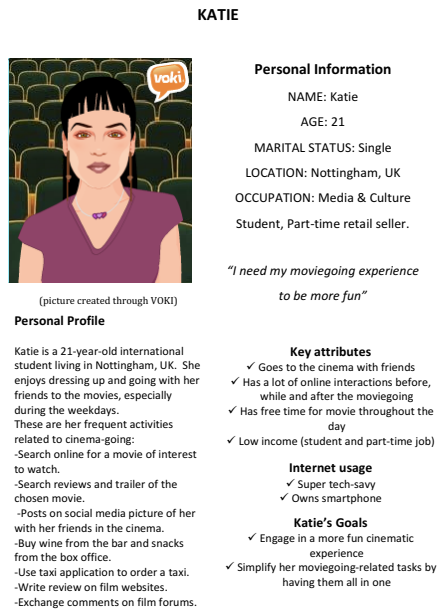 KATIE
voki
(picture created through VOKI)
Personal Profile
Katie is a 21-year-old international
student living in Nottingham, UK. She
enjoys dressing up and going with her
friends to the movies, especially
during the weekdays.
These are her frequent activities
related to cinema-going:
-Search online for a movie of interest
to watch.
-Search reviews and trailer of the
chosen movie.
-Posts on social media picture of her
with her friends in the cinema.
-Buy wine from the bar and snacks
from the box office.
-Use taxi application to order a taxi.
-Write review on film websites.
-Exchange comments on film forums.
Personal Information
NAME: Katie
AGE: 21
MARITAL STATUS: Single
LOCATION: Nottingham, UK
OCCUPATION: Media & Culture
Student, Part-time retail seller.
“I need my moviegoing experience
to be more fun”
Key attributes
✓ Goes to the cinema with friends
✓ Has a lot of online interactions before,
while and after the moviegoing
✓ Has free time for movie throughout the
day
✓ Low income (student and part-time job)
Internet usage
✓ Super tech-savy
✓ Owns smartphone
Katie’s Goals
✓ Engage in a more fun cinematic
experience
✓ Simplify her moviegoing-related tasks by
having them all in one